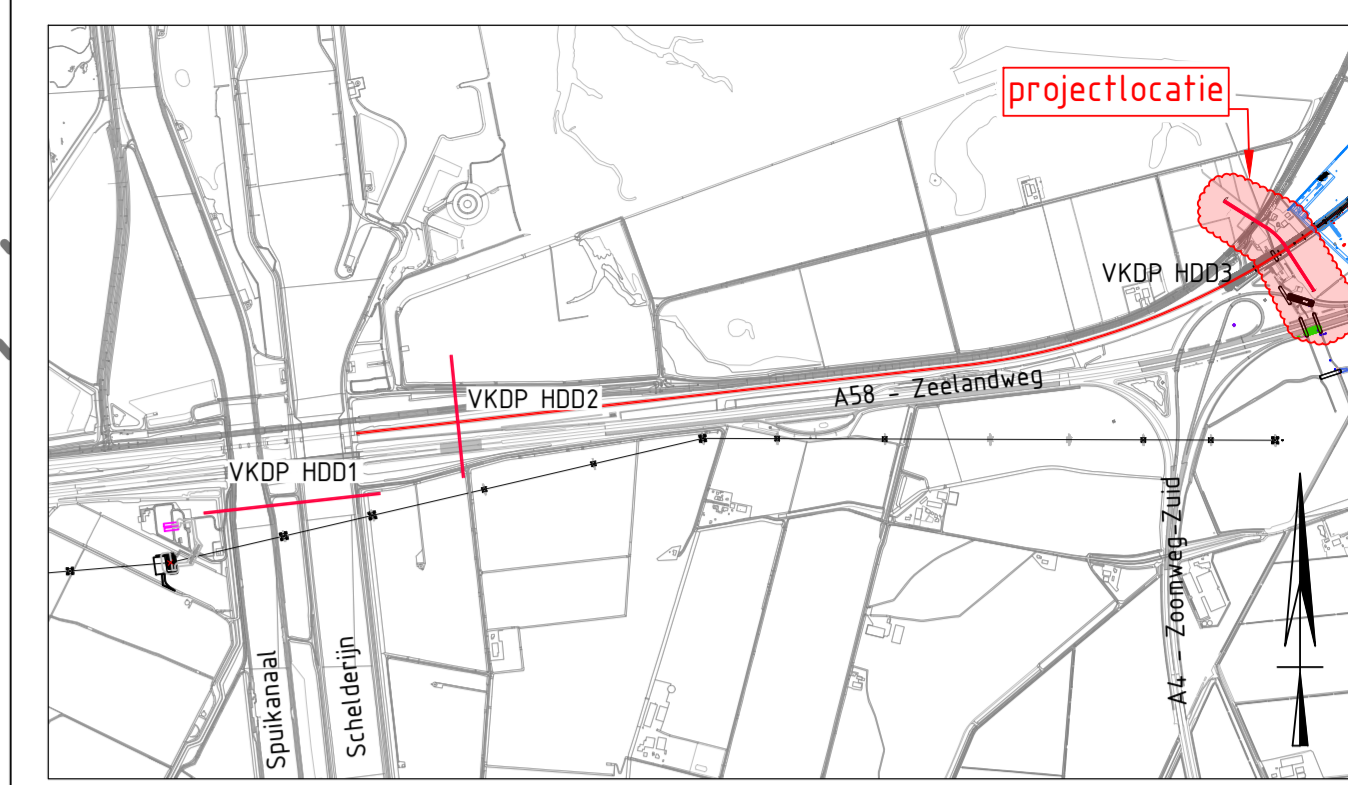 projectlocatie
VKDP HDD3
A58 - Zeelandweg
VKDP HDD2
VKDP HDD1
A4 - Zoomweg-Zuid
Spuikanaal
Schelderijn